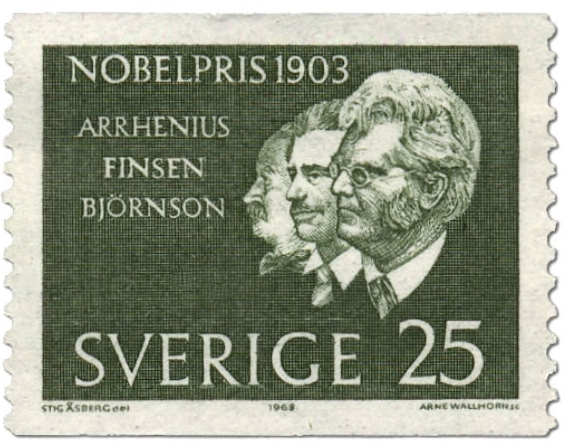 NOBELPRIS 1903
ARRHENIUS
FINSEN
BJÖRNSON
SVERIGE 25
STIG ÅSBERG del 1963 ARNE WALLHORN sc